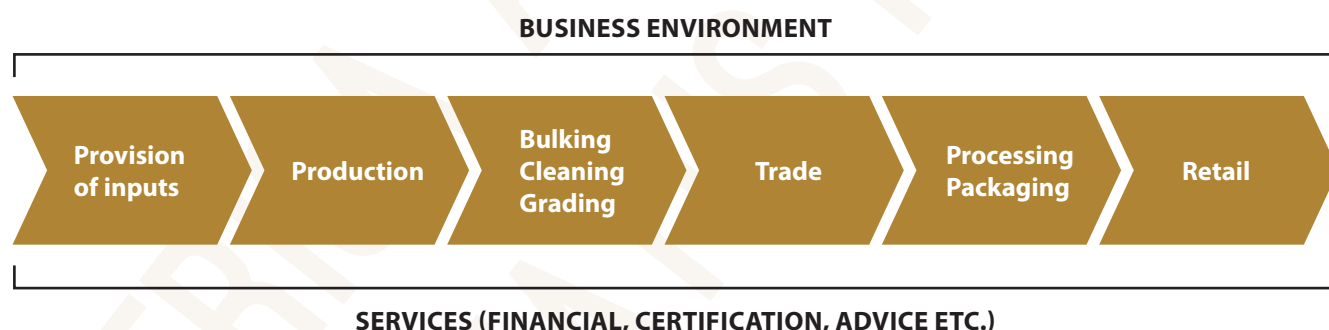 BUSINESS ENVIRONMENT
Provision
of inputs
Production
Bulking
Cleaning
Grading
Trade
Processing
Packaging
Retail
SERVICES (FINANCIAL, CERTIFICATION, ADVICE ETC.)